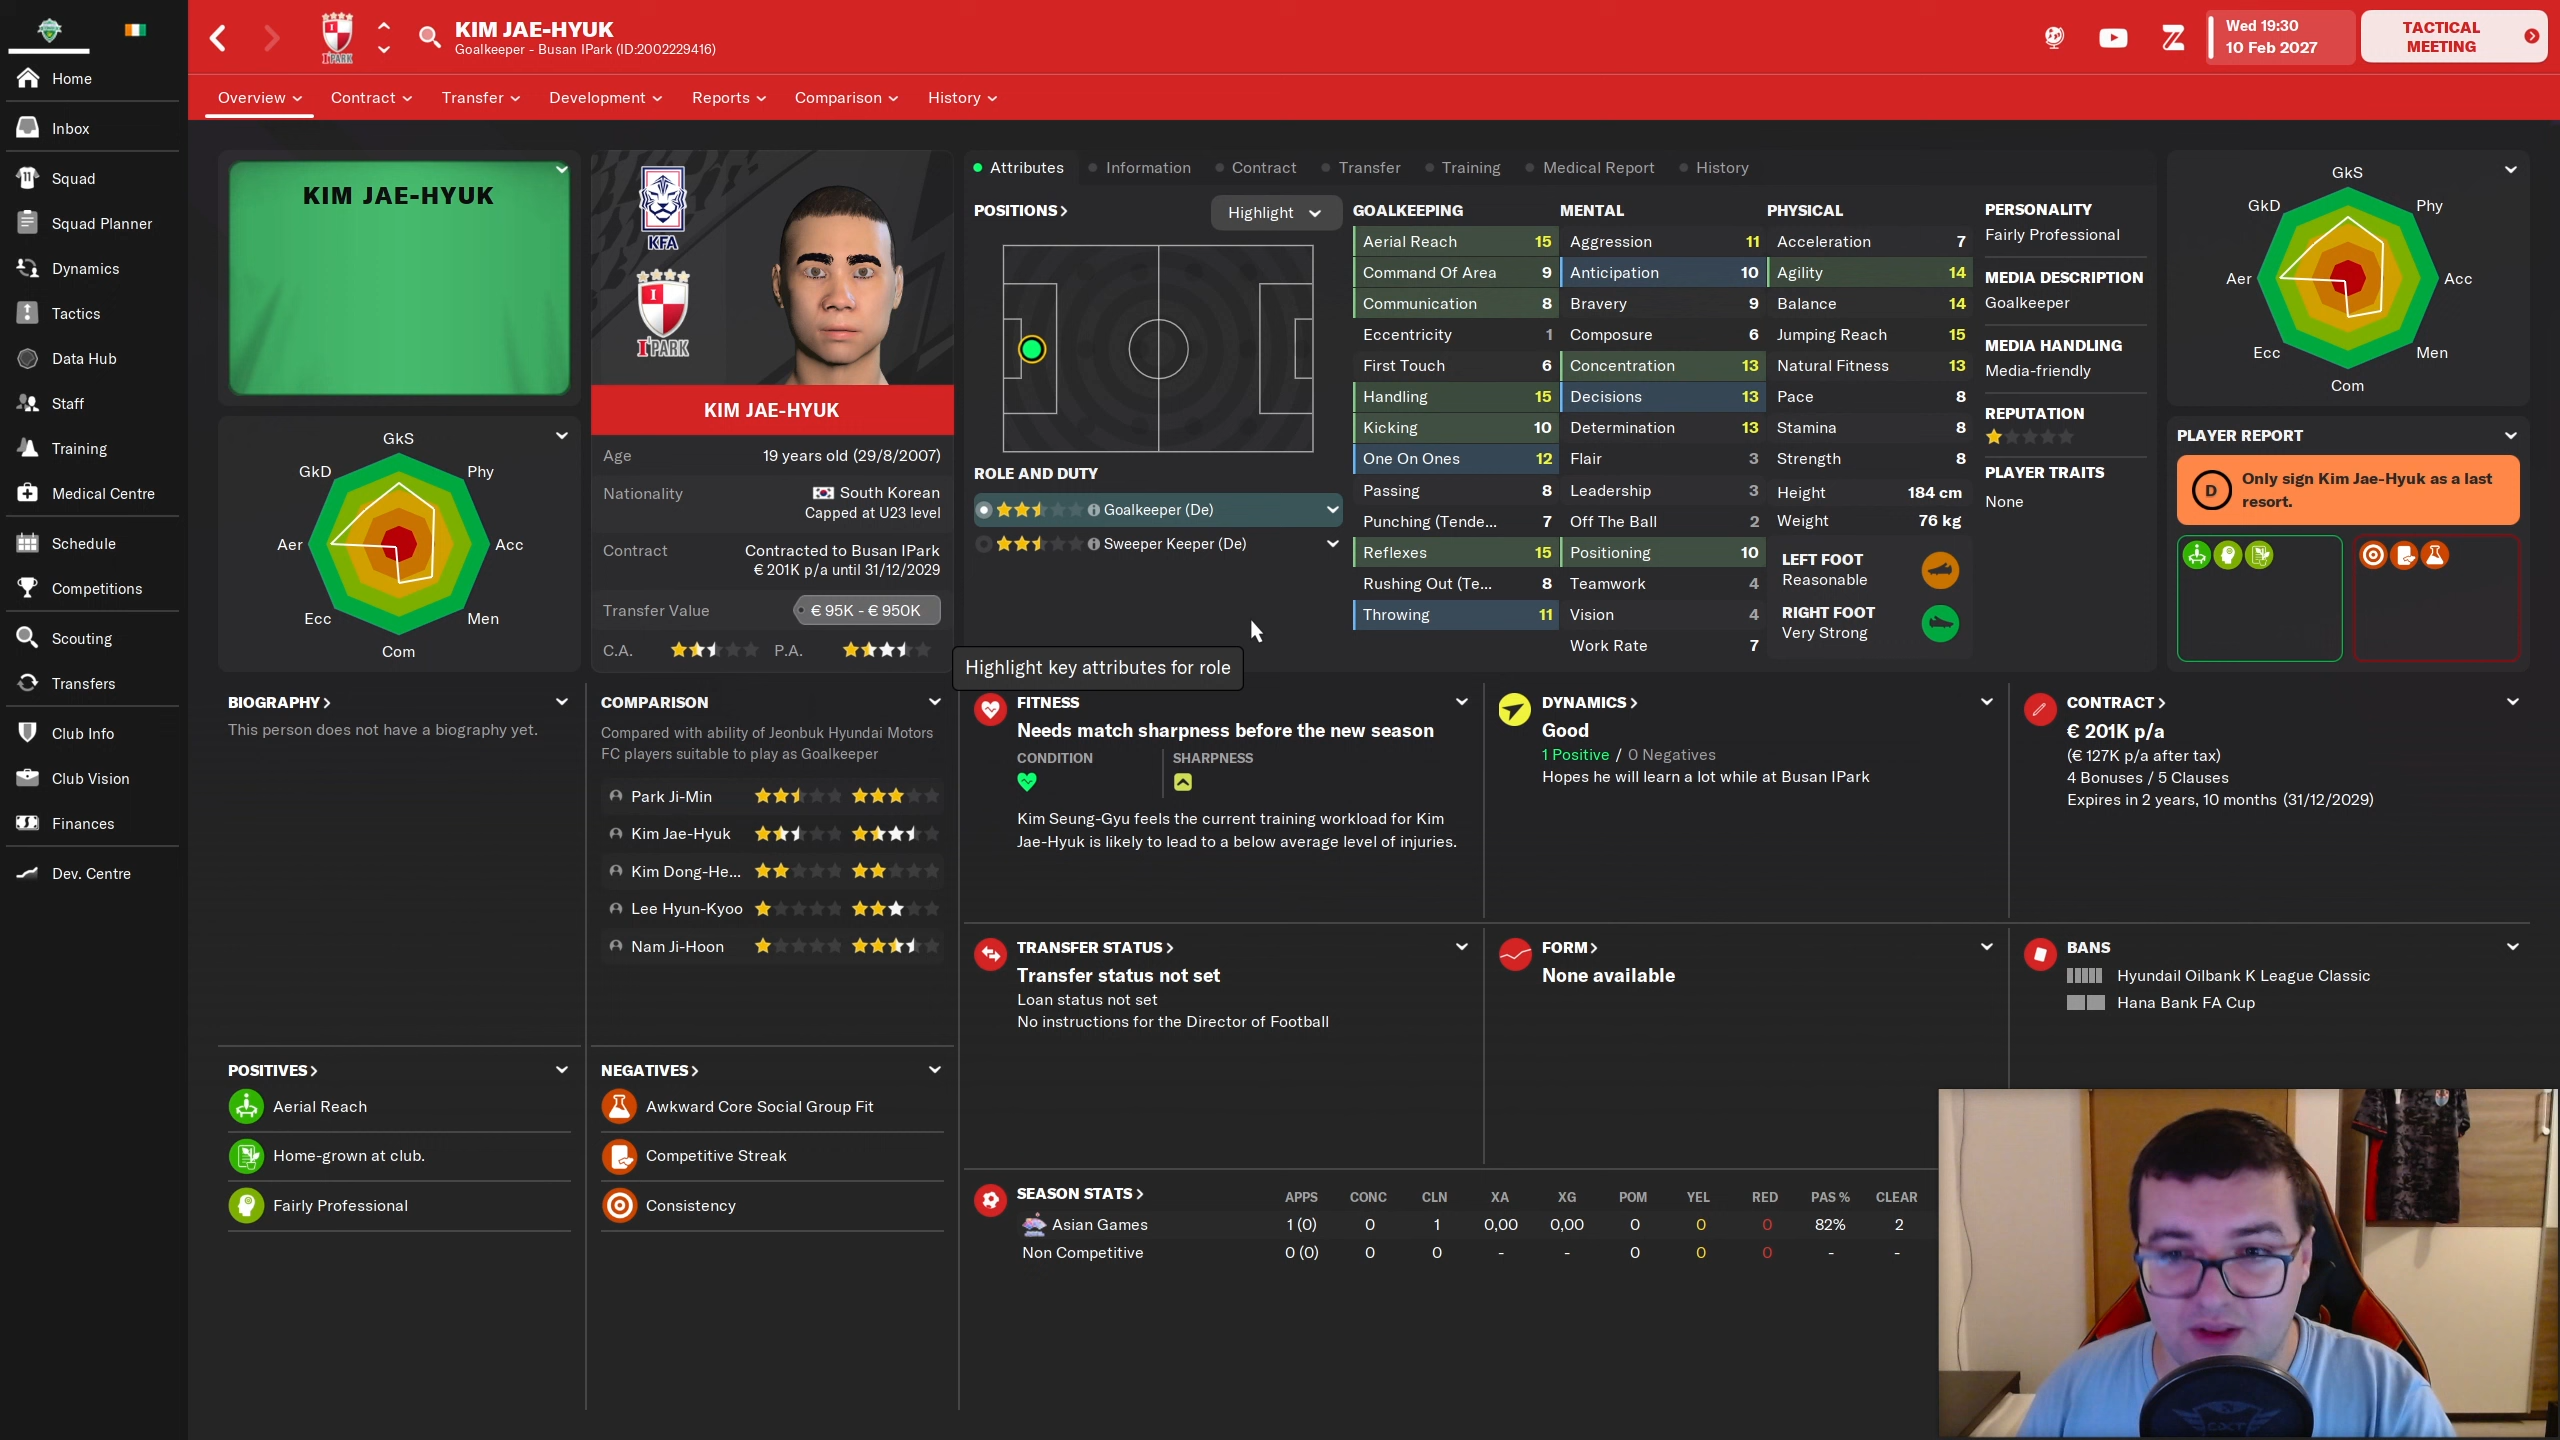 KIM JAE-HYUK
Goalkeeper - Busan IPark (ID:2002229416)
Wed 19:30
10 Feb 2027
TACTICAL
MEETING
Home
Inbox
Squad
Squad Planner
Dynamics
Tactics
Data Hub
Staff
Training
Medical Centre
Schedule
Competitions
Scouting
Transfers
Club Info
Club Vision
Finances
Dev. Centre
Overview
Contract
Transfer
Development
Reports
Comparison
History
KIM JAE-HYUK
GkS
GkD
Phy
Aer
Acc
Ecc
Men
Com
KFA
I'PARK
KIM JAE-HYUK
Age
19 years old (29/8/2007)
Nationality
South Korean
Capped at U23 level
Contract
Contracted to Busan IPark
€ 201K p/a until 31/12/2029
Transfer Value
€ 95K - € 950K
C.A.
P.A.
Attributes
Information
Contract
Transfer
Training
Medical Report
History
POSITIONS
Highlight
ROLE AND DUTY
Goalkeeper (De)
Sweeper Keeper (De)
Highlight key attributes for role
GOALKEEPING
Aerial Reach 15
Command Of Area 9
Communication 8
Eccentricity 1
First Touch 6
Handling 15
Kicking 10
One On Ones 12
Passing 8
Punching (Tende... 7
Reflexes 15
Rushing Out (Te... 8
Throwing 11
MENTAL
Aggression 11
Anticipation 10
Bravery 9
Composure 6
Concentration 13
Decisions 13
Determination 13
Flair 3
Leadership 3
Off The Ball 2
Positioning 10
Teamwork 4
Vision 4
Work Rate 7
PHYSICAL
Acceleration 7
Agility 14
Balance 14
Jumping Reach 15
Natural Fitness 13
Pace 8
Stamina 8
Strength 8
Height 184 cm
Weight 76 kg
LEFT FOOT
Reasonable
RIGHT FOOT
Very Strong
PERSONALITY
Fairly Professional
MEDIA DESCRIPTION
Goalkeeper
MEDIA HANDLING
Media-friendly
REPUTATION
PLAYER TRAITS
None
GkS
GkD
Phy
Aer
Acc
Ecc
Men
Com
PLAYER REPORT
D
Only sign Kim Jae-Hyuk as a last
resort.
BIOGRAPHY
This person does not have a biography yet.
COMPARISON
Compared with ability of Jeonbuk Hyundai Motors
FC players suitable to play as Goalkeeper
Park Ji-Min
Kim Jae-Hyuk
Kim Dong-He...
Lee Hyun-Kyoo
Nam Ji-Hoon
FITNESS
Needs match sharpness before the new season
CONDITION
SHARPNESS
Kim Seung-Gyu feels the current training workload for Kim
Jae-Hyuk is likely to lead to a below average level of injuries.
DYNAMICS
Good
1 Positive / 0 Negatives
Hopes he will learn a lot while at Busan IPark
CONTRACT
€ 201K p/a
(€ 127K p/a after tax)
4 Bonuses / 5 Clauses
Expires in 2 years, 10 months (31/12/2029)
TRANSFER STATUS
Transfer status not set
Loan status not set
No instructions for the Director of Football
FORM
None available
BANS
Hyundail Oilbank K League Classic
Hana Bank FA Cup
POSITIVES
Aerial Reach
Home-grown at club.
Fairly Professional
NEGATIVES
Awkward Core Social Group Fit
Competitive Streak
Consistency
SEASON STATS APPS CONC CLN XA XG POM YEL RED PAS % CLEAR
Asian Games 1 (0) 0 1 0,00 0,00 0 0 0 82% 2
Non Competitive 0 (0) 0 0 - - 0 0 0 - -